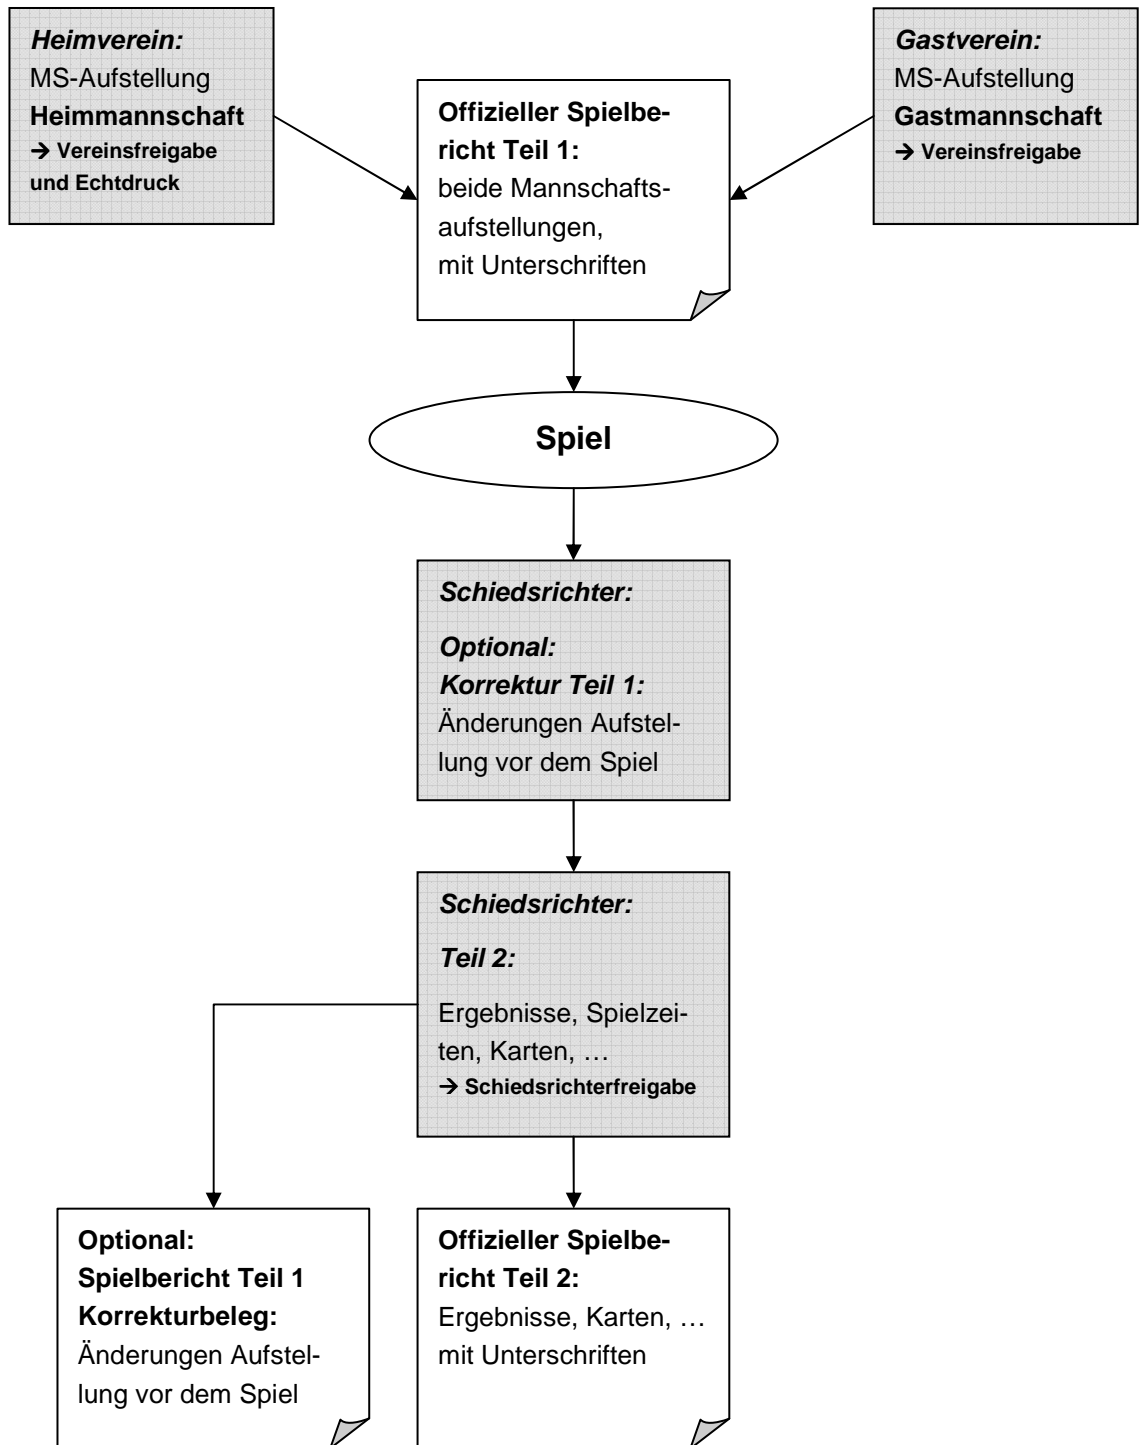 Heimverein:
MS-Aufstellung
Heimmannschaft
→ Vereinsfreigabe
und Echtdruck
Gastverein:
MS-Aufstellung
Gastmannschaft
→ Vereinsfreigabe
Offizieller Spielbe-
richt Teil 1:
beide Mannschafts-
aufstellungen,
mit Unterschriften
Spiel
Schiedsrichter:
Optional:
Korrektur Teil 1:
Änderungen Aufstel-
lung vor dem Spiel
Schiedsrichter:
Teil 2:
Ergebnisse, Spielzei-
ten, Karten, …
→ Schiedsrichterfreigabe
Optional:
Spielbericht Teil 1
Korrekturbeleg:
Änderungen Aufstel-
lung vor dem Spiel
Offizieller Spielbe-
richt Teil 2:
Ergebnisse, Karten, …
mit Unterschriften